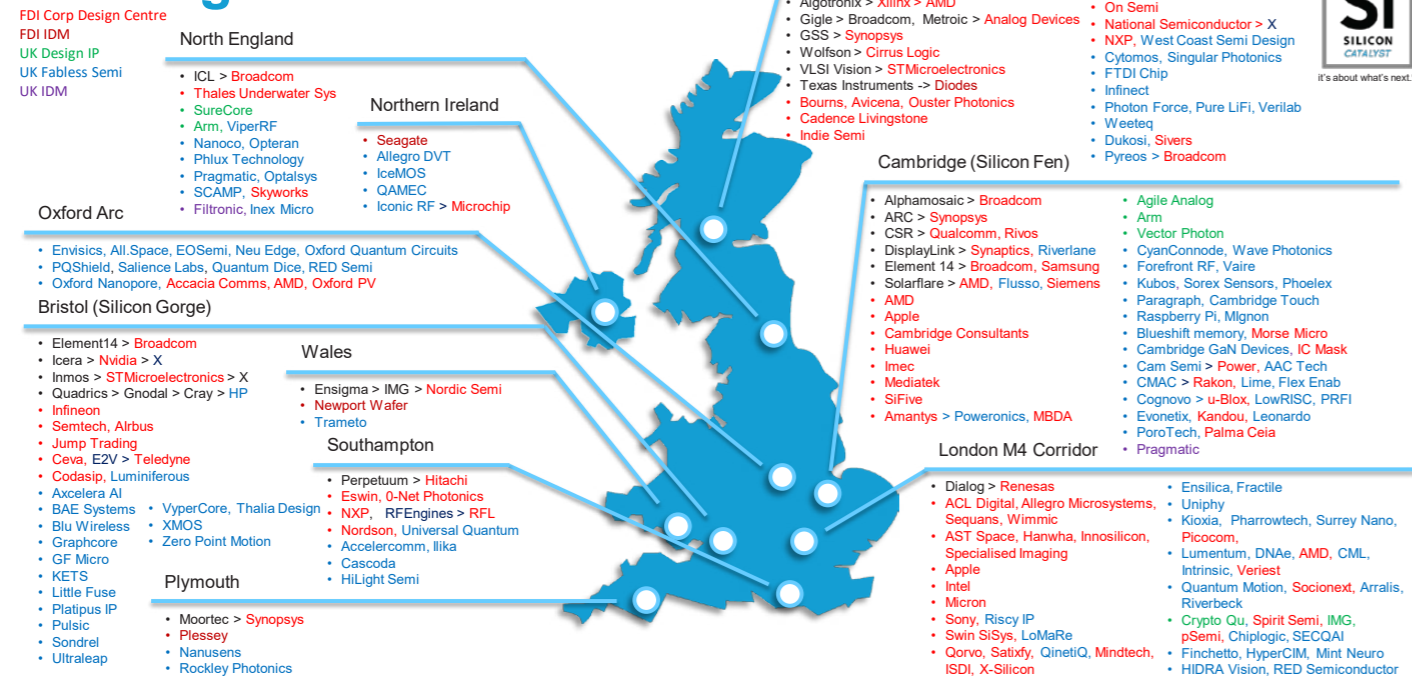 FDI Corp Design Centre
FDI IDM
UK Design IP
UK Fabless Semi
UK IDM
North England
• ICL > Broadcom
• Thales Underwater Sys
• SureCore
• Arm, ViperRF
• Nanoco, Opteran
• Phlux Technology
• Pragmatic, Optalsys
• SCAMP, Skyworks
• Filtronic, Inex Micro
Northern Ireland
• Seagate
• Allegro DVT
• IceMOS
• QAMEC
• Iconic RF > Microchip
• Algotronix > Xilinx > AMD
• Gigle > Broadcom, Metroic > Analog Devices
• GSS > Synopsys
• Wolfson > Cirrus Logic
• VLSI Vision > STMicroelectronics
• Texas Instruments -> Diodes
• Bourns, Avicena, Ouster Photonics
• Cadence Livingstone
• Indie Semi
• On Semi
• National Semiconductor > X
• NXP, West Coast Semi Design
• Cytomos, Singular Photonics
• FTDI Chip
• Infinect
• Photon Force, Pure LiFi, Verilab
• Weeteq
• Dukosi, Sivers
• Pyreos > Broadcom
SI
SILICON
CATALYST
it's about what's next.
Oxford Arc
• Envisics, All.Space, EOSemi, Neu Edge, Oxford Quantum Circuits
• PQShield, Salience Labs, Quantum Dice, RED Semi
• Oxford Nanopore, Accacia Comms, AMD, Oxford PV
Bristol (Silicon Gorge)
• Element14 > Broadcom
• Icera > Nvidia > X
• Inmos > STMicroelectronics > X
• Quadrics > Gnodal > Cray > HP
• Infineon
• Semtech, AIrbus
• Jump Trading
• Ceva, E2V > Teledyne
• Codasip, Luminiferous
• Axcelera AI
• BAE Systems
• Blu Wireless
• Graphcore
• GF Micro
• KETS
• Little Fuse
• Platipus IP
• Pulsic
• Sondrel
• Ultraleap
• VyperCore, Thalia Design
• XMOS
• Zero Point Motion
Wales
• Ensigma > IMG > Nordic Semi
• Newport Wafer
• Trameto
Southampton
• Perpetuum > Hitachi
• Eswin, 0-Net Photonics
• NXP, RFEngines > RFL
• Nordson, Universal Quantum
• Accelercomm, Ilika
• Cascoda
• HiLight Semi
Plymouth
• Moortec > Synopsys
• Plessey
• Nanusens
• Rockley Photonics
Cambridge (Silicon Fen)
• Alphamosaic > Broadcom
• ARC > Synopsys
• CSR > Qualcomm, Rivos
• DisplayLink > Synaptics, Riverlane
• Element 14 > Broadcom, Samsung
• Solarflare > AMD, Flusso, Siemens
• AMD
• Apple
• Cambridge Consultants
• Huawei
• Imec
• Mediatek
• SiFive
• Amantys > Poweronics, MBDA
• Agile Analog
• Arm
• Vector Photon
• CyanConnode, Wave Photonics
• Forefront RF, Vaire
• Kubos, Sorex Sensors, Phoelex
• Paragraph, Cambridge Touch
• Raspberry Pi, MIgnon
• Blueshift memory, Morse Micro
• Cambridge GaN Devices, IC Mask
• Cam Semi > Power, AAC Tech
• CMAC > Rakon, Lime, Flex Enab
• Cognovo > u-Blox, LowRISC, PRFI
• Evonetix, Kandou, Leonardo
• PoroTech, Palma Ceia
• Pragmatic
London M4 Corridor
• Dialog > Renesas
• ACL Digital, Allegro Microsystems,
Sequans, Wimmic
• AST Space, Hanwha, Innosilicon,
Specialised Imaging
• Apple
• Intel
• Micron
• Sony, Riscy IP
• Swin SiSys, LoMaRe
• Qorvo, Satixfy, QinetiQ, Mindtech,
ISDI, X-Silicon
• Ensilica, Fractile
• Uniphy
• Kioxia, Pharrowtech, Surrey Nano,
Picocom,
• Lumentum, DNAe, AMD, CML,
Intrinsic, Veriest
• Quantum Motion, Socionext, Arralis,
Riverbeck
• Crypto Qu, Spirit Semi, IMG,
pSemi, Chiplogic, SECQAI
• Finchetto, HyperCIM, Mint Neuro
• HIDRA Vision, RED Semiconductor